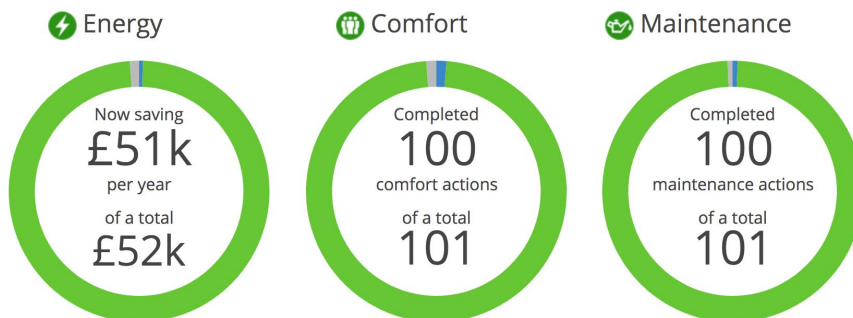 Energy
Now saving
£51k
per year
of a total
£52k
Comfort
Completed
100
comfort actions
of a total
101
Maintenance
Completed
100
maintenance actions
of a total
101